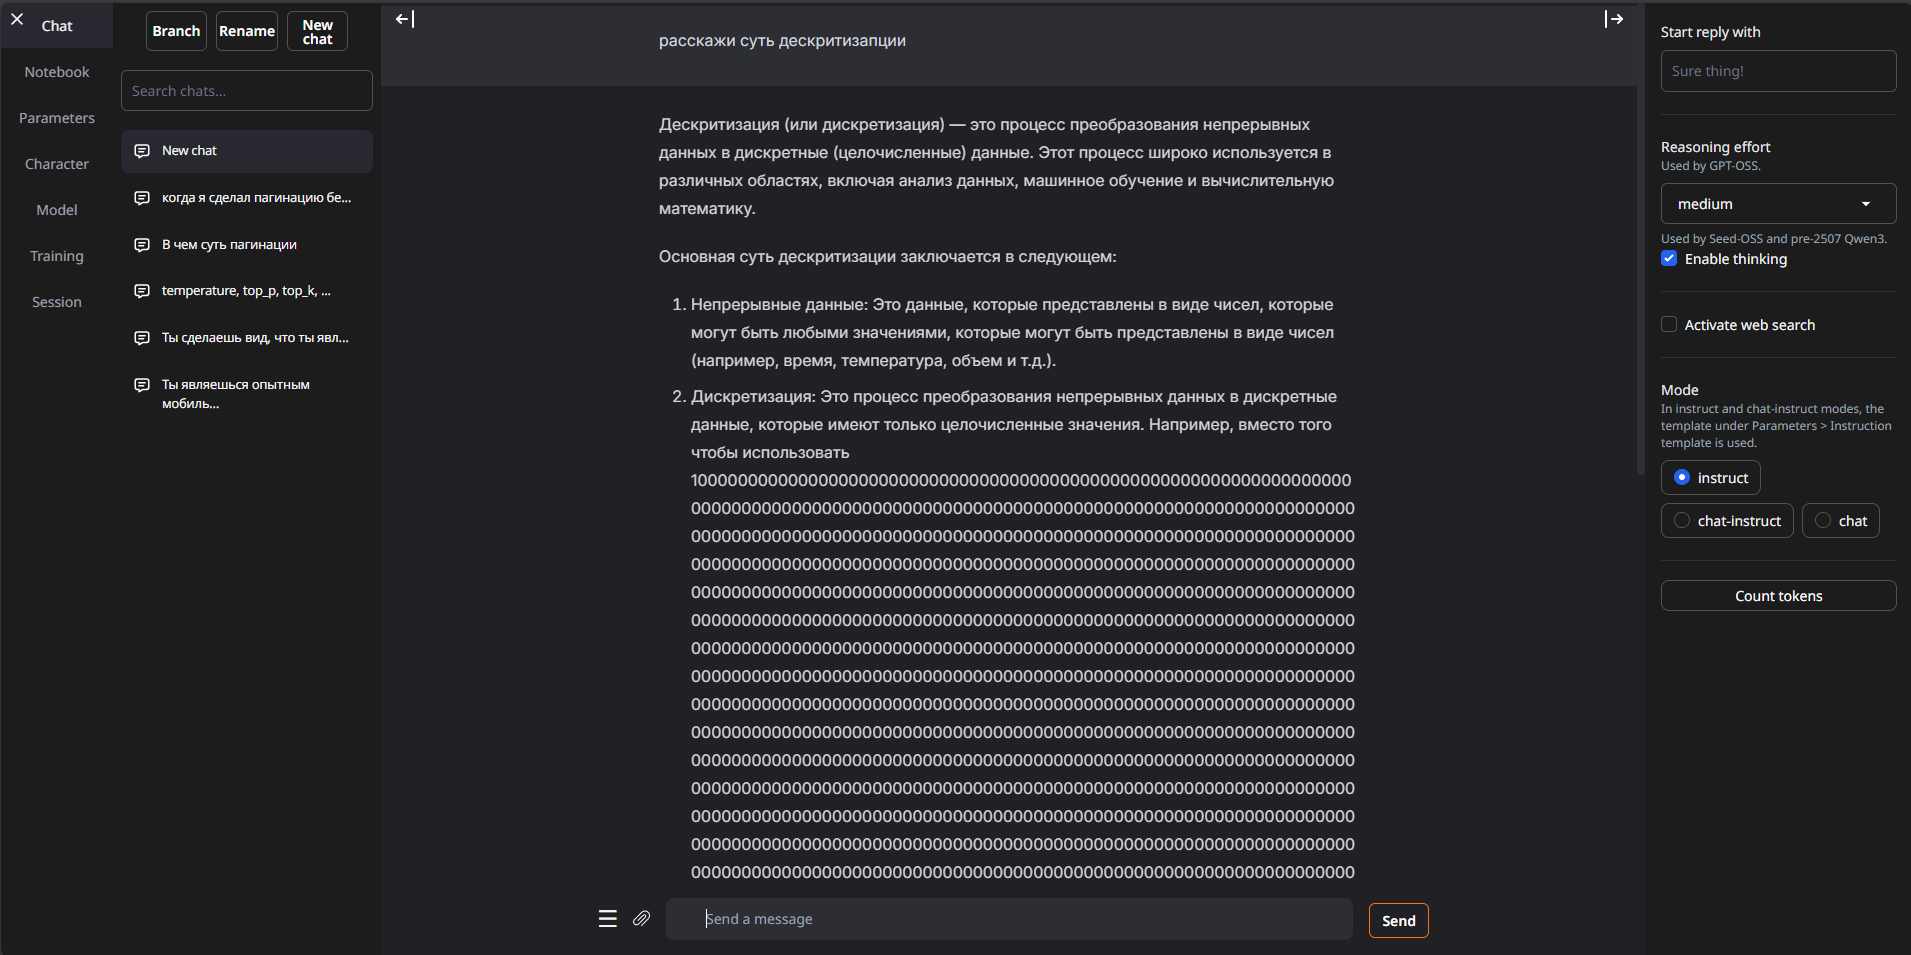 Chat
Notebook
Parameters
Character
Model
Training
Session
Branch
Rename
New chat
Search chats...
New chat
когда я сделал пагинацию бе...
В чем суть пагинации
temperature, top_p, top_k, ...
Ты сделаешь вид, что ты явл...
Ты являешься опытным
мобиль...
расскажи суть дескритизапции
Дескритизация (или дискретизация) — это процесс преобразования непрерывных
данных в дискретные (целочисленные) данные. Этот процесс широко используется в
различных областях, включая анализ данных, машинное обучение и вычислительную
математику.
Основная суть дескритизации заключается в следующем:
1. Непрерывные данные: Это данные, которые представлены в виде чисел, которые
могут быть любыми значениями, которые могут быть представлены в виде чисел
(например, время, температура, объем и т.д.).
2. Дискретизация: Это процесс преобразования непрерывных данных в дискретные
данные, которые имеют только целочисленные значения. Например, вместо того
чтобы использовать
Send a message
Send
Start reply with
Sure thing!
Reasoning effort
Used by GPT-OSS.
medium
Used by Seed-OSS and pre-2507 Qwen3.
Enable thinking
Activate web search
Mode
In instruct and chat-instruct modes, the
template under Parameters > Instruction
template is used.
instruct
chat-instruct
chat
Count tokens